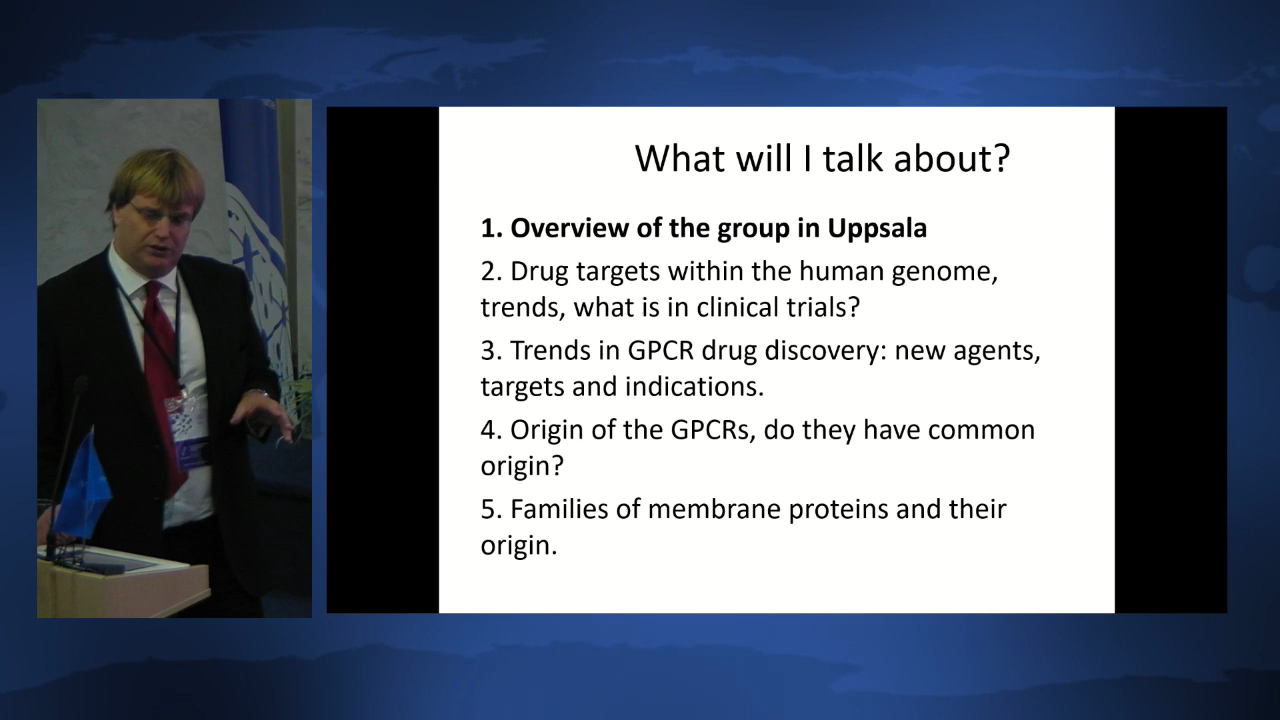 What will I talk about?
1. Overview of the group in Uppsala
2. Drug targets within the human genome,
trends, what is in clinical trials?
3. Trends in GPCR drug discovery: new agents,
targets and indications.
4. Origin of the GPCRs, do they have common
origin?
5. Families of membrane proteins and their
origin.